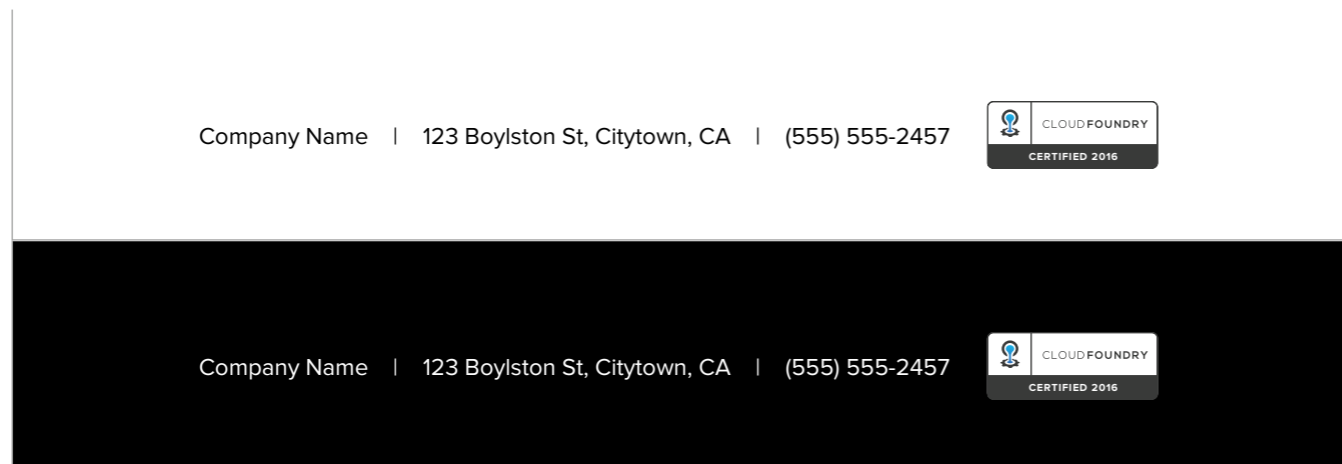 Company Name | 123 Boylston St, Citytown, CA | (555) 555-2457
CLOUDFOUNDRY
CERTIFIED 2016
Company Name | 123 Boylston St, Citytown, CA | (555) 555-2457
CLOUDFOUNDRY
CERTIFIED 2016